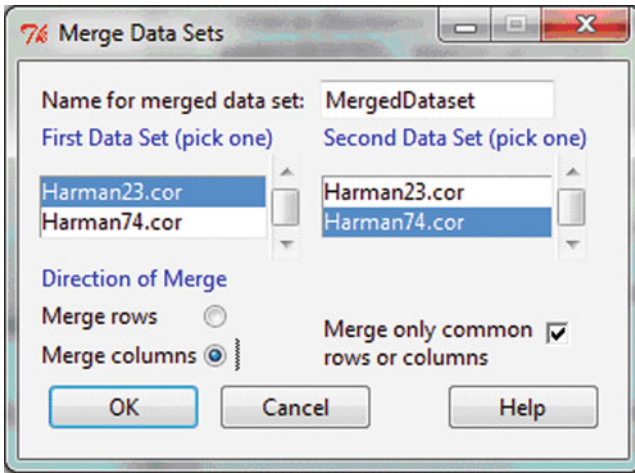 Merge Data Sets
Name for merged data set: MergedDataset
First Data Set (pick one)
Second Data Set (pick one)
Harman23.cor
Harman74.cor
Harman23.cor
Harman74.cor
Direction of Merge
Merge rows
Merge columns
Merge only common
rows or columns
OK
Cancel
Help